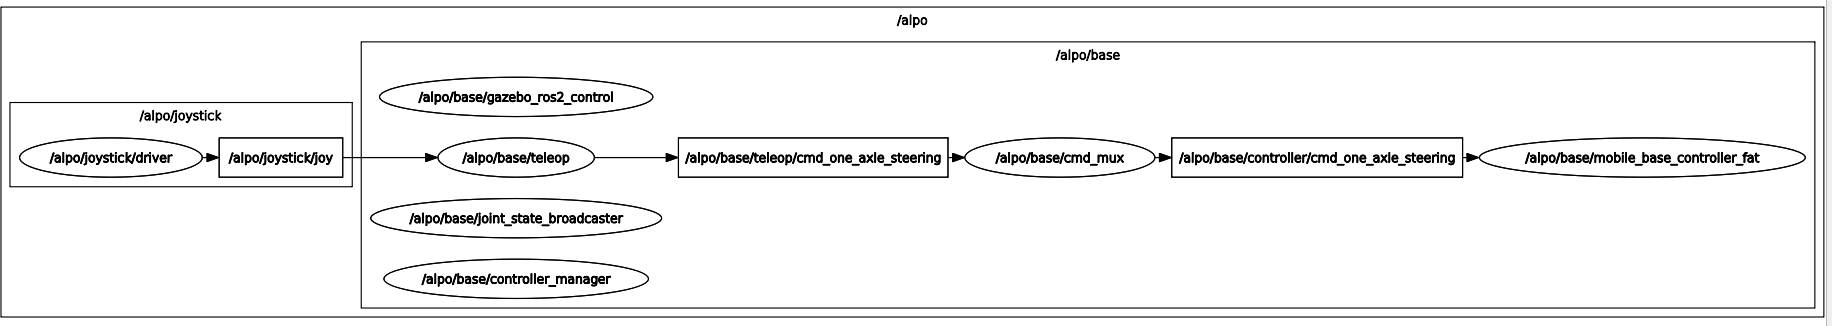 /alpo
/alpo/base
/alpo/joystick
/alpo/base/gazebo_ros2_control
/alpo/joystick/driver
/alpo/joystick/joy
/alpo/base/teleop
/alpo/base/teleop/cmd_one_axle_steering
/alpo/base/cmd_mux
/alpo/base/controller/cmd_one_axle_steering
/alpo/base/mobile_base_controller_fat
/alpo/base/joint_state_broadcaster
/alpo/base/controller_manager